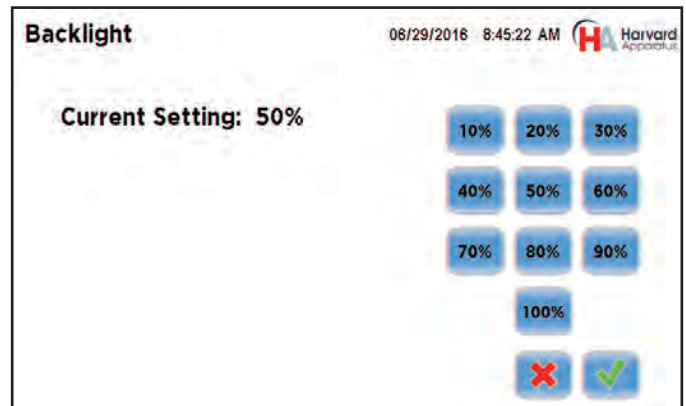 Backlight
06/29/2016 8:45:22 AM
HA Harvard
Apparatus
Current Setting: 50%
10% 20% 30%
40% 50% 60%
70% 80% 90%
100%